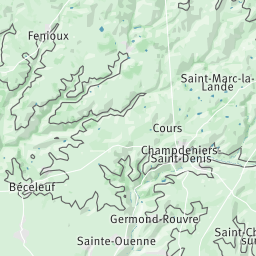 Fenioux
Saint-Marc-la-
Lande
Cours
Champdeniers-
Saint-Denis
Béceleuf
Germond-Rouvre
Sainte-Ouenne